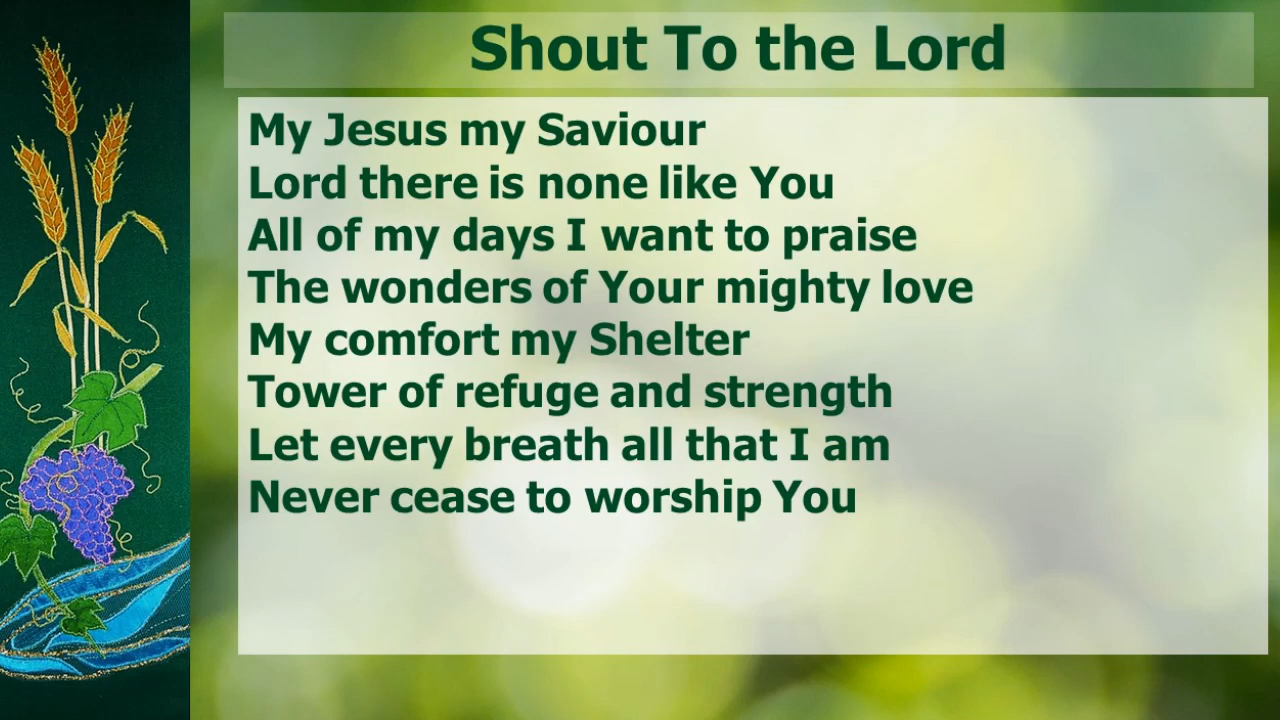 Shout To the Lord
My Jesus my Saviour
Lord there is none like You
All of my days I want to praise
The wonders of Your mighty love
My comfort my Shelter
Tower of refuge and strength
Let every breath all that I am
Never cease to worship You